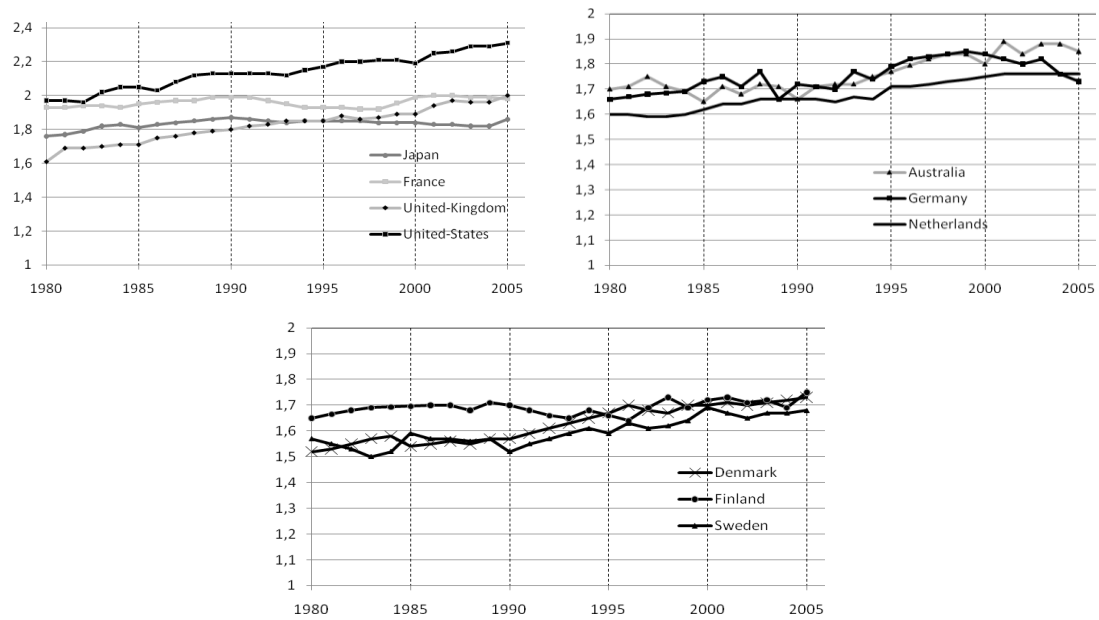 2,4
2,2
2
1,8
1,6
1,4
1,2
1
Japan
France
United-Kingdom
United-States
1980 1985 1990 1995 2000 2005
2
1,9
1,8
1,7
1,6
1,5
1,4
1,3
1,2
1,1
1
Australia
Germany
Netherlands
1980 1985 1990 1995 2000 2005
2
1,9
1,8
1,7
1,6
1,5
1,4
1,3
1,2
1,1
1
Denmark
Finland
Sweden
1980 1985 1990 1995 2000 2005